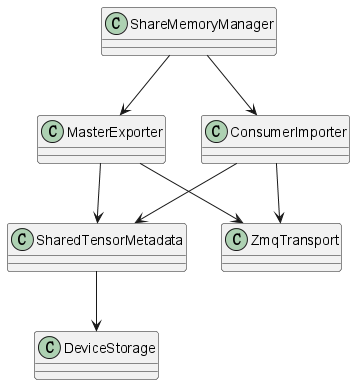 C ShareMemoryManager
C MasterExporter
C ConsumerImporter
C SharedTensorMetadata
C ZmqTransport
C DeviceStorage